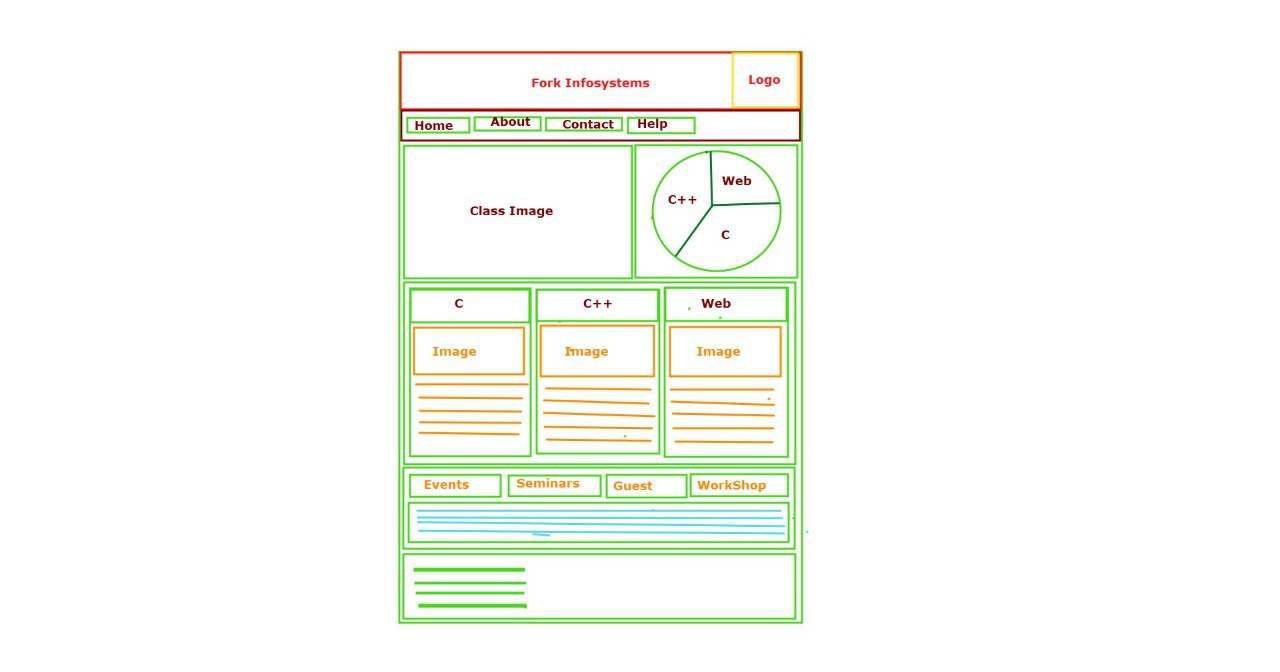 Fork Infosystems
Logo
Home
About
Contact
Help
Class Image
C++
Web
C
C
C++
Web
Image
Image
Image
Events
Seminars
Guest
WorkShop